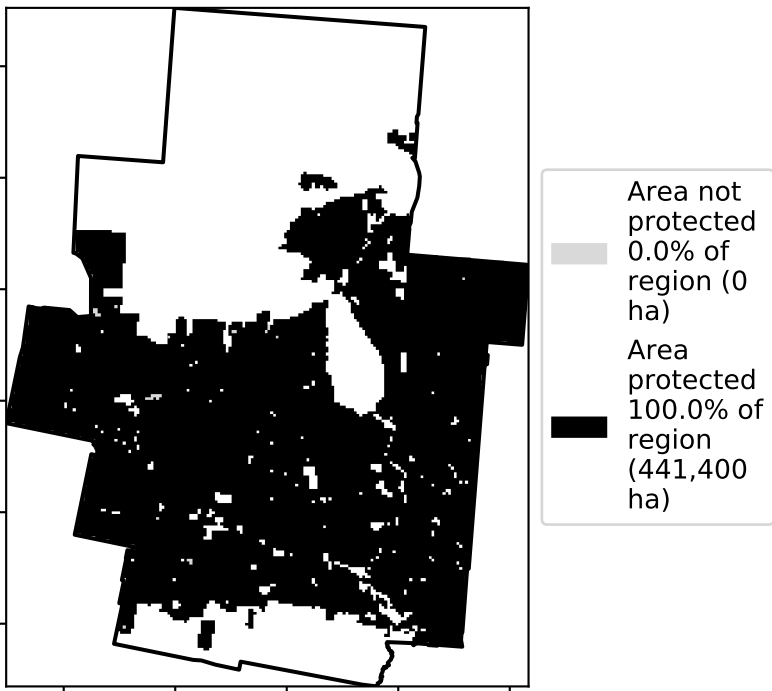 Area not
protected
0.0% of
region (0
ha)
Area
protected
100.0% of
region
(441,400
ha)